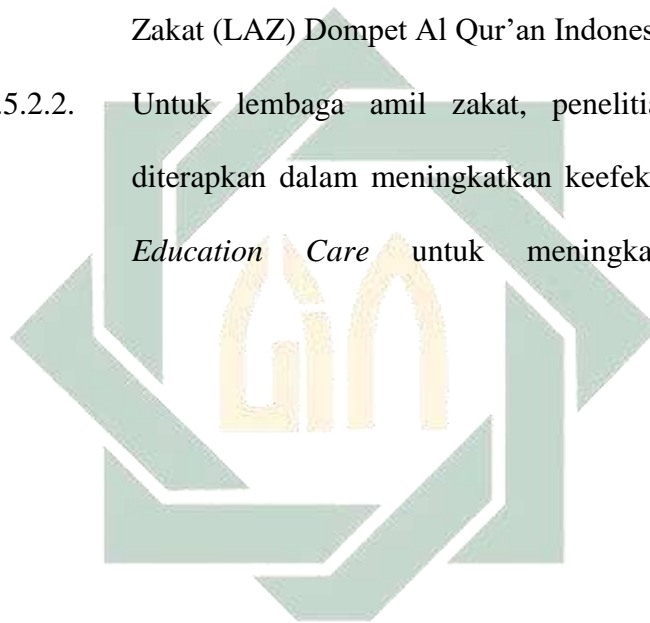 Zakat (LAZ) Dompet Al Qur’an Indones
.5.2.2. Untuk lembaga amil zakat, peneliti
diterapkan dalam meningkatkan keefek
Education Care untuk meningka